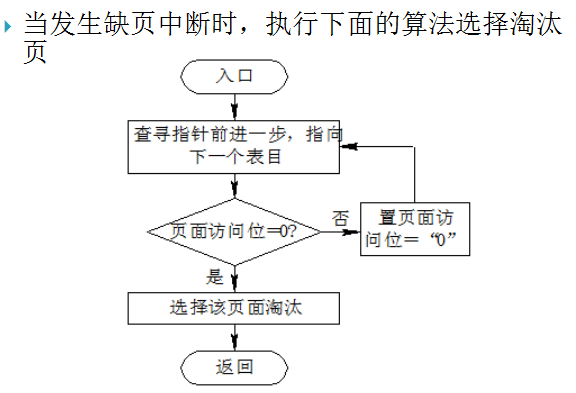 当发生缺页中断时，执行下面的算法选择淘汰
页
入口
查寻指针前进一步，指向
下一个表目
页面访问位=0?
否
置页面访
问位＝“0”
是
选择该页面淘汰
返回